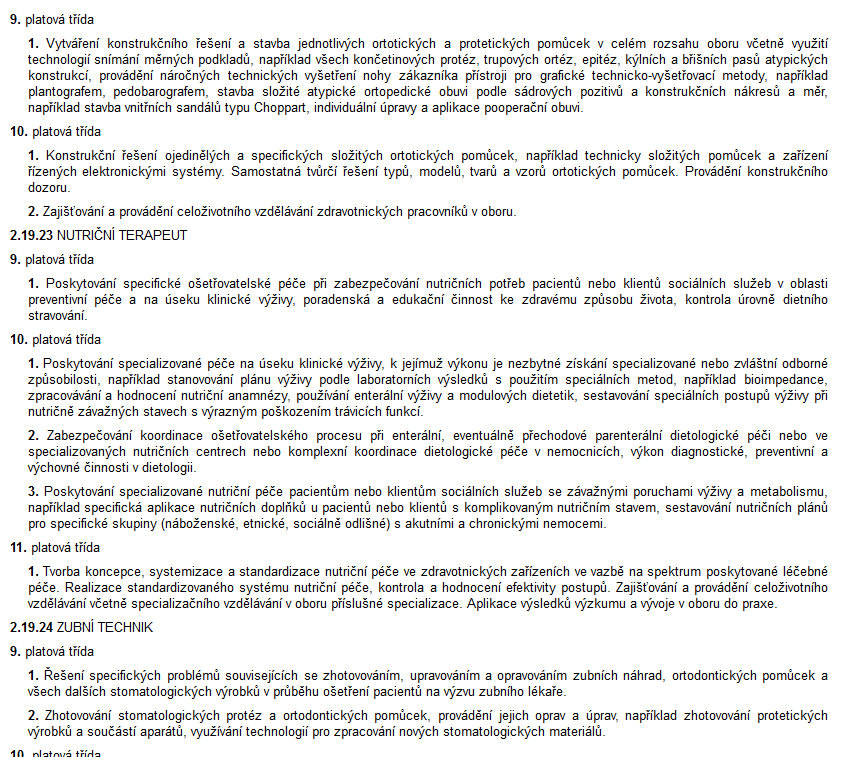 9. platová třída
1. Vytváření konstrukčního řešení a stavba jednotlivých ortotických a protetických pomůcek v celém rozsahu oboru včetně využití
technologií snímání měrných podkladů, například všech končetinových protéz, trupových ortéz, epitéz, kýlních a břišních pasů atypických
konstrukcí, provádění náročných technických vyšetření nohy zákazníka přístroji pro grafické technicko-vyšetřovací metody, například
plantografem, pedobarografem, stavba složité atypické ortopedické obuvi podle sádrových pozitivů a konstrukčních nákresů a měr,
například stavba vnitřních sandálů typu Choppart, individuální úpravy a aplikace pooperační obuvi.
10. platová třída
1. Konstrukční řešení ojedinělých a specifických složitých ortotických pomůcek, například technicky složitých pomůcek a zařízení
řízených elektronickými systémy. Samostatná tvůrčí řešení typů, modelů, tvarů a vzorů ortotických pomůcek. Provádění konstrukčního
dozoru.
2. Zajišťování a provádění celoživotního vzdělávání zdravotnických pracovníků v oboru.
2.19.23 NUTRIČNÍ TERAPEUT
9. platová třída
1. Poskytování specifické ošetřovatelské péče při zabezpečování nutričních potřeb pacientů nebo klientů sociálních služeb v oblasti
preventivní péče a na úseku klinické výživy, poradenská a edukační činnost ke zdravému způsobu života, kontrola úrovně dietního
stravování.
10. platová třída
1. Poskytování specializované péče na úseku klinické výživy, k jejímuž výkonu je nezbytné získání specializované nebo zvláštní odborné
způsobilosti, například stanovování plánu výživy podle laboratorních výsledků s použitím speciálních metod, například bioimpedance,
zpracovávání a hodnocení nutriční anamnézy, používání enterální výživy a modulových dietetik, sestavování speciálních postupů výživy při
nutričně závažných stavech s výrazným poškozením trávicích funkcí.
2. Zabezpečování koordinace ošetřovatelského procesu při enterální, eventuálně přechodové parenterální dietologické péči nebo ve
specializovaných nutričních centrech nebo komplexní koordinace dietologické péče v nemocnicích, výkon diagnostické, preventivní a
výchovné činnosti v dietologii.
3. Poskytování specializované nutriční péče pacientům nebo klientům sociálních služeb se závažnými poruchami výživy a metabolismu,
například specifická aplikace nutričních doplňků u pacientů nebo klientů s komplikovaným nutričním stavem, sestavování nutričních plánů
pro specifické skupiny (náboženské, etnické, sociálně odlišné) s akutními a chronickými nemocemi.
11. platová třída
1. Tvorba koncepce, systemizace a standardizace nutriční péče ve zdravotnických zařízeních ve vazbě na spektrum poskytované léčebné
péče. Realizace standardizovaného systému nutriční péče, kontrola a hodnocení efektivity postupů. Zajišťování a provádění celoživotního
vzdělávání včetně specializačního vzdělávání v oboru příslušné specializace. Aplikace výsledků výzkumu a vývoje v oboru do praxe.
2.19.24 ZUBNÍ TECHNIK
9. platová třída
1. Řešení specifických problémů souvisejících se zhotovováním, upravováním a opravováním zubních náhrad, ortodontických pomůcek a
všech dalších stomatologických výrobků v průběhu ošetření pacientů na výzvu zubního lékaře.
2. Zhotovování stomatologických protéz a ortodontických pomůcek, provádění jejich oprav a úprav, například zhotovování protetických
výrobků a součástí aparátů, využívání technologií pro zpracování nových stomatologických materiálů.
10. platová třída